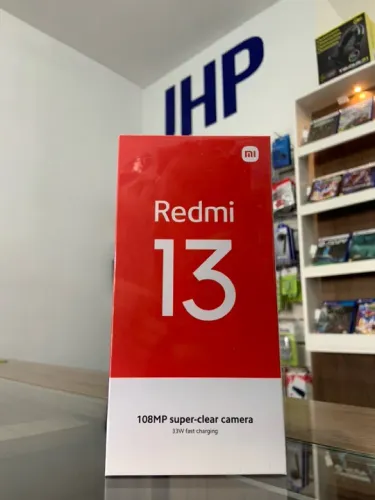 IHP
mi
Redmi
13
108MP super-clear camera
33W fast charging